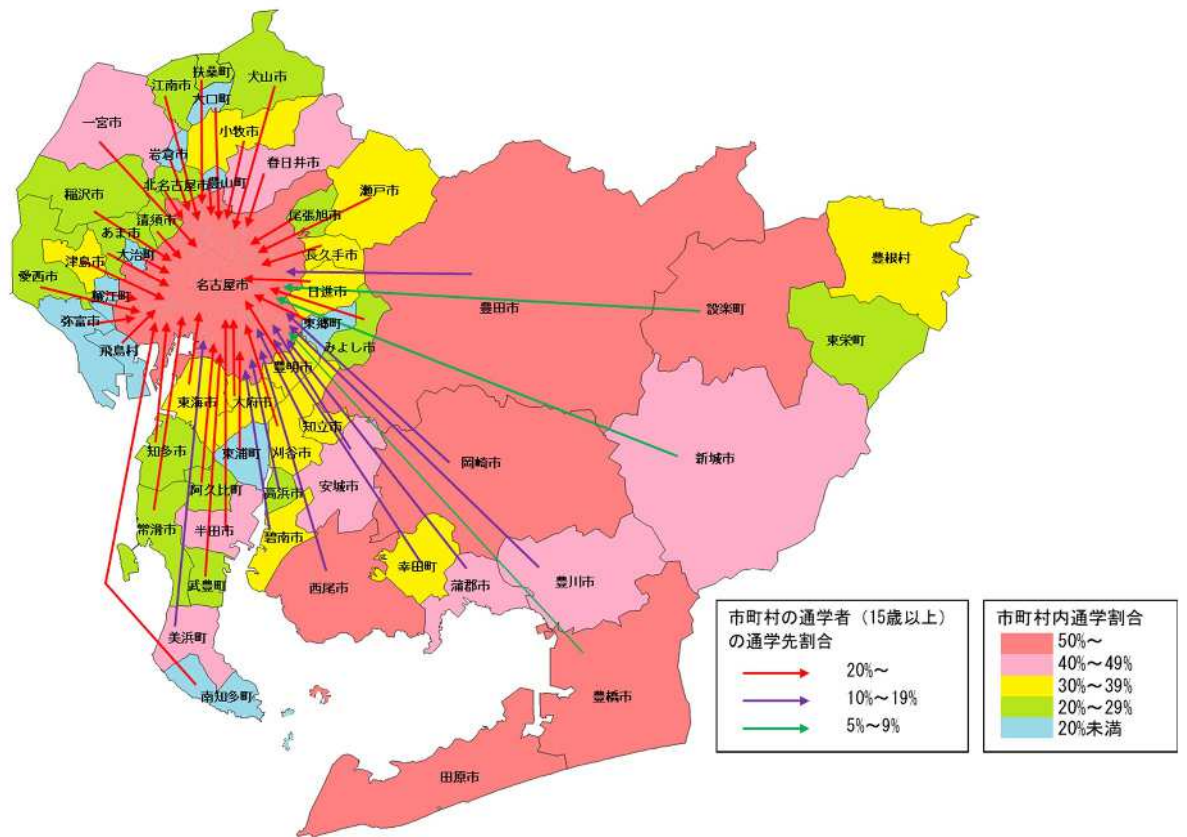 扶桑町
江南市
犬山市
大口町
一宮市
小牧市
岩倉市
春日井市
北名古屋市
豊山町
瀬戸市
稲沢市
清須市
尾張旭市
あま市
長久手市
津島市
大治町
豊根村
愛西市
名古屋市
日進市
蟹江町
豊田市
設楽町
弥富市
東郷町
東栄町
飛島村
みよし市
豊明市
東海市
大府市
知立市
知多市
東浦町
刈谷市
岡崎市
新城市
阿久比町
高浜市
安城市
常滑市
半田市
碧南市
幸田町
豊川市
武豊町
西尾市
蒲郡市
美浜町
南知多町
豊橋市
田原市
市町村の通学者(15歳以上)
の通学先割合
20%~
10%~19%
5%~9%
市町村内通学割合
50%~
40%~49%
30%~39%
20%~29%
20%未満